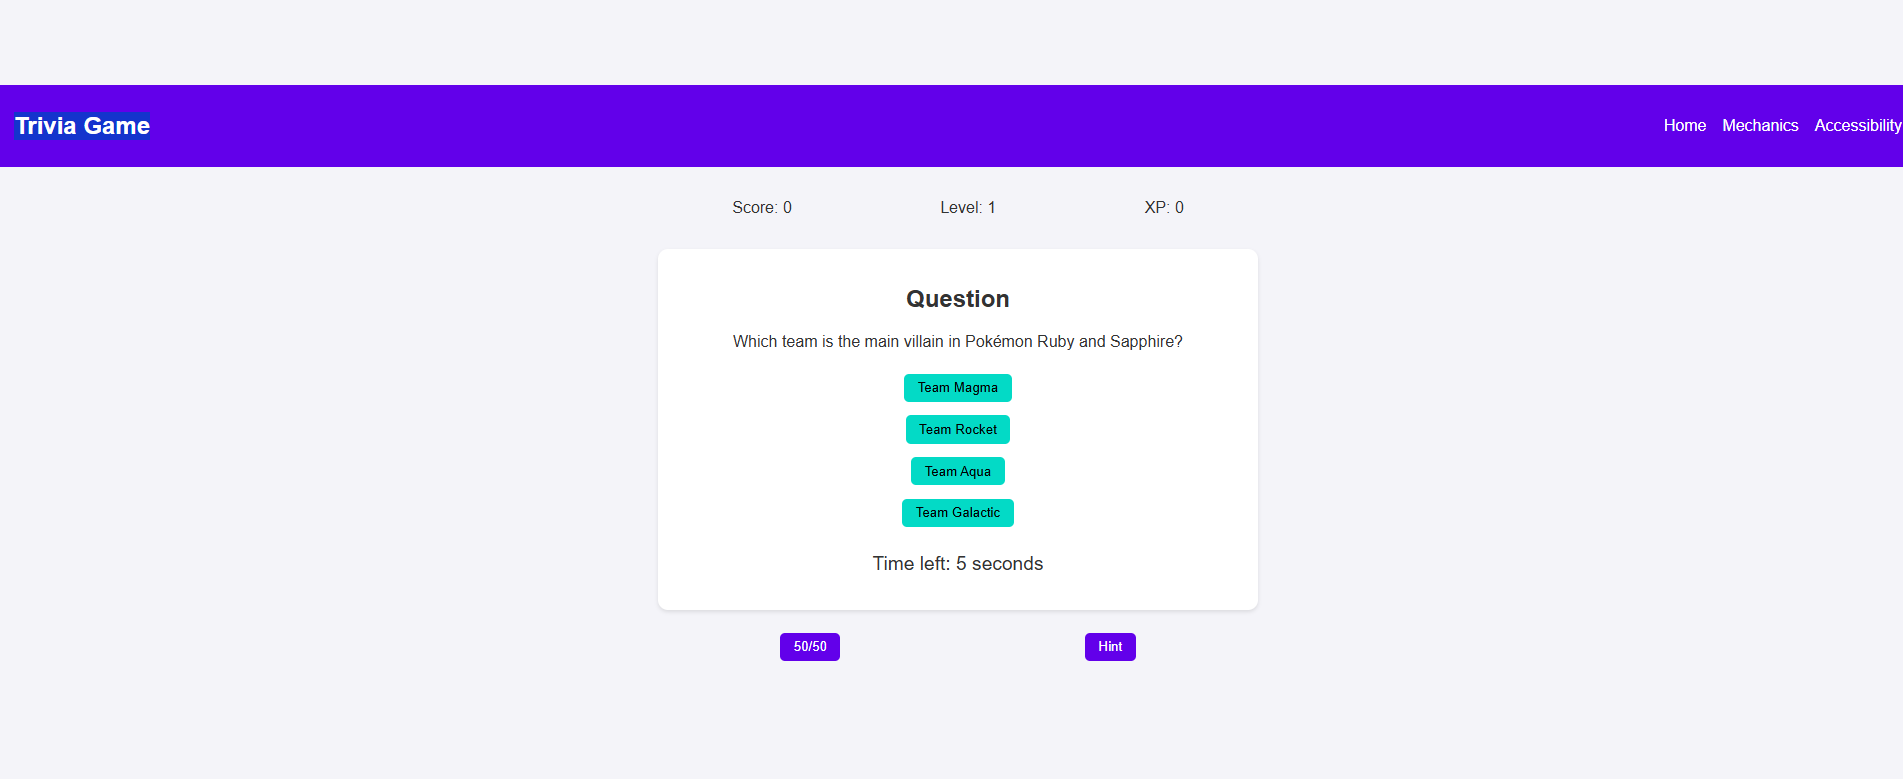 Trivia Game
Home Mechanics Accessibility
Score: 0 Level: 1 XP: 0
Question
Which team is the main villain in Pokémon Ruby and Sapphire?
Team Magma
Team Rocket
Team Aqua
Team Galactic
Time left: 5 seconds
50/50 Hint